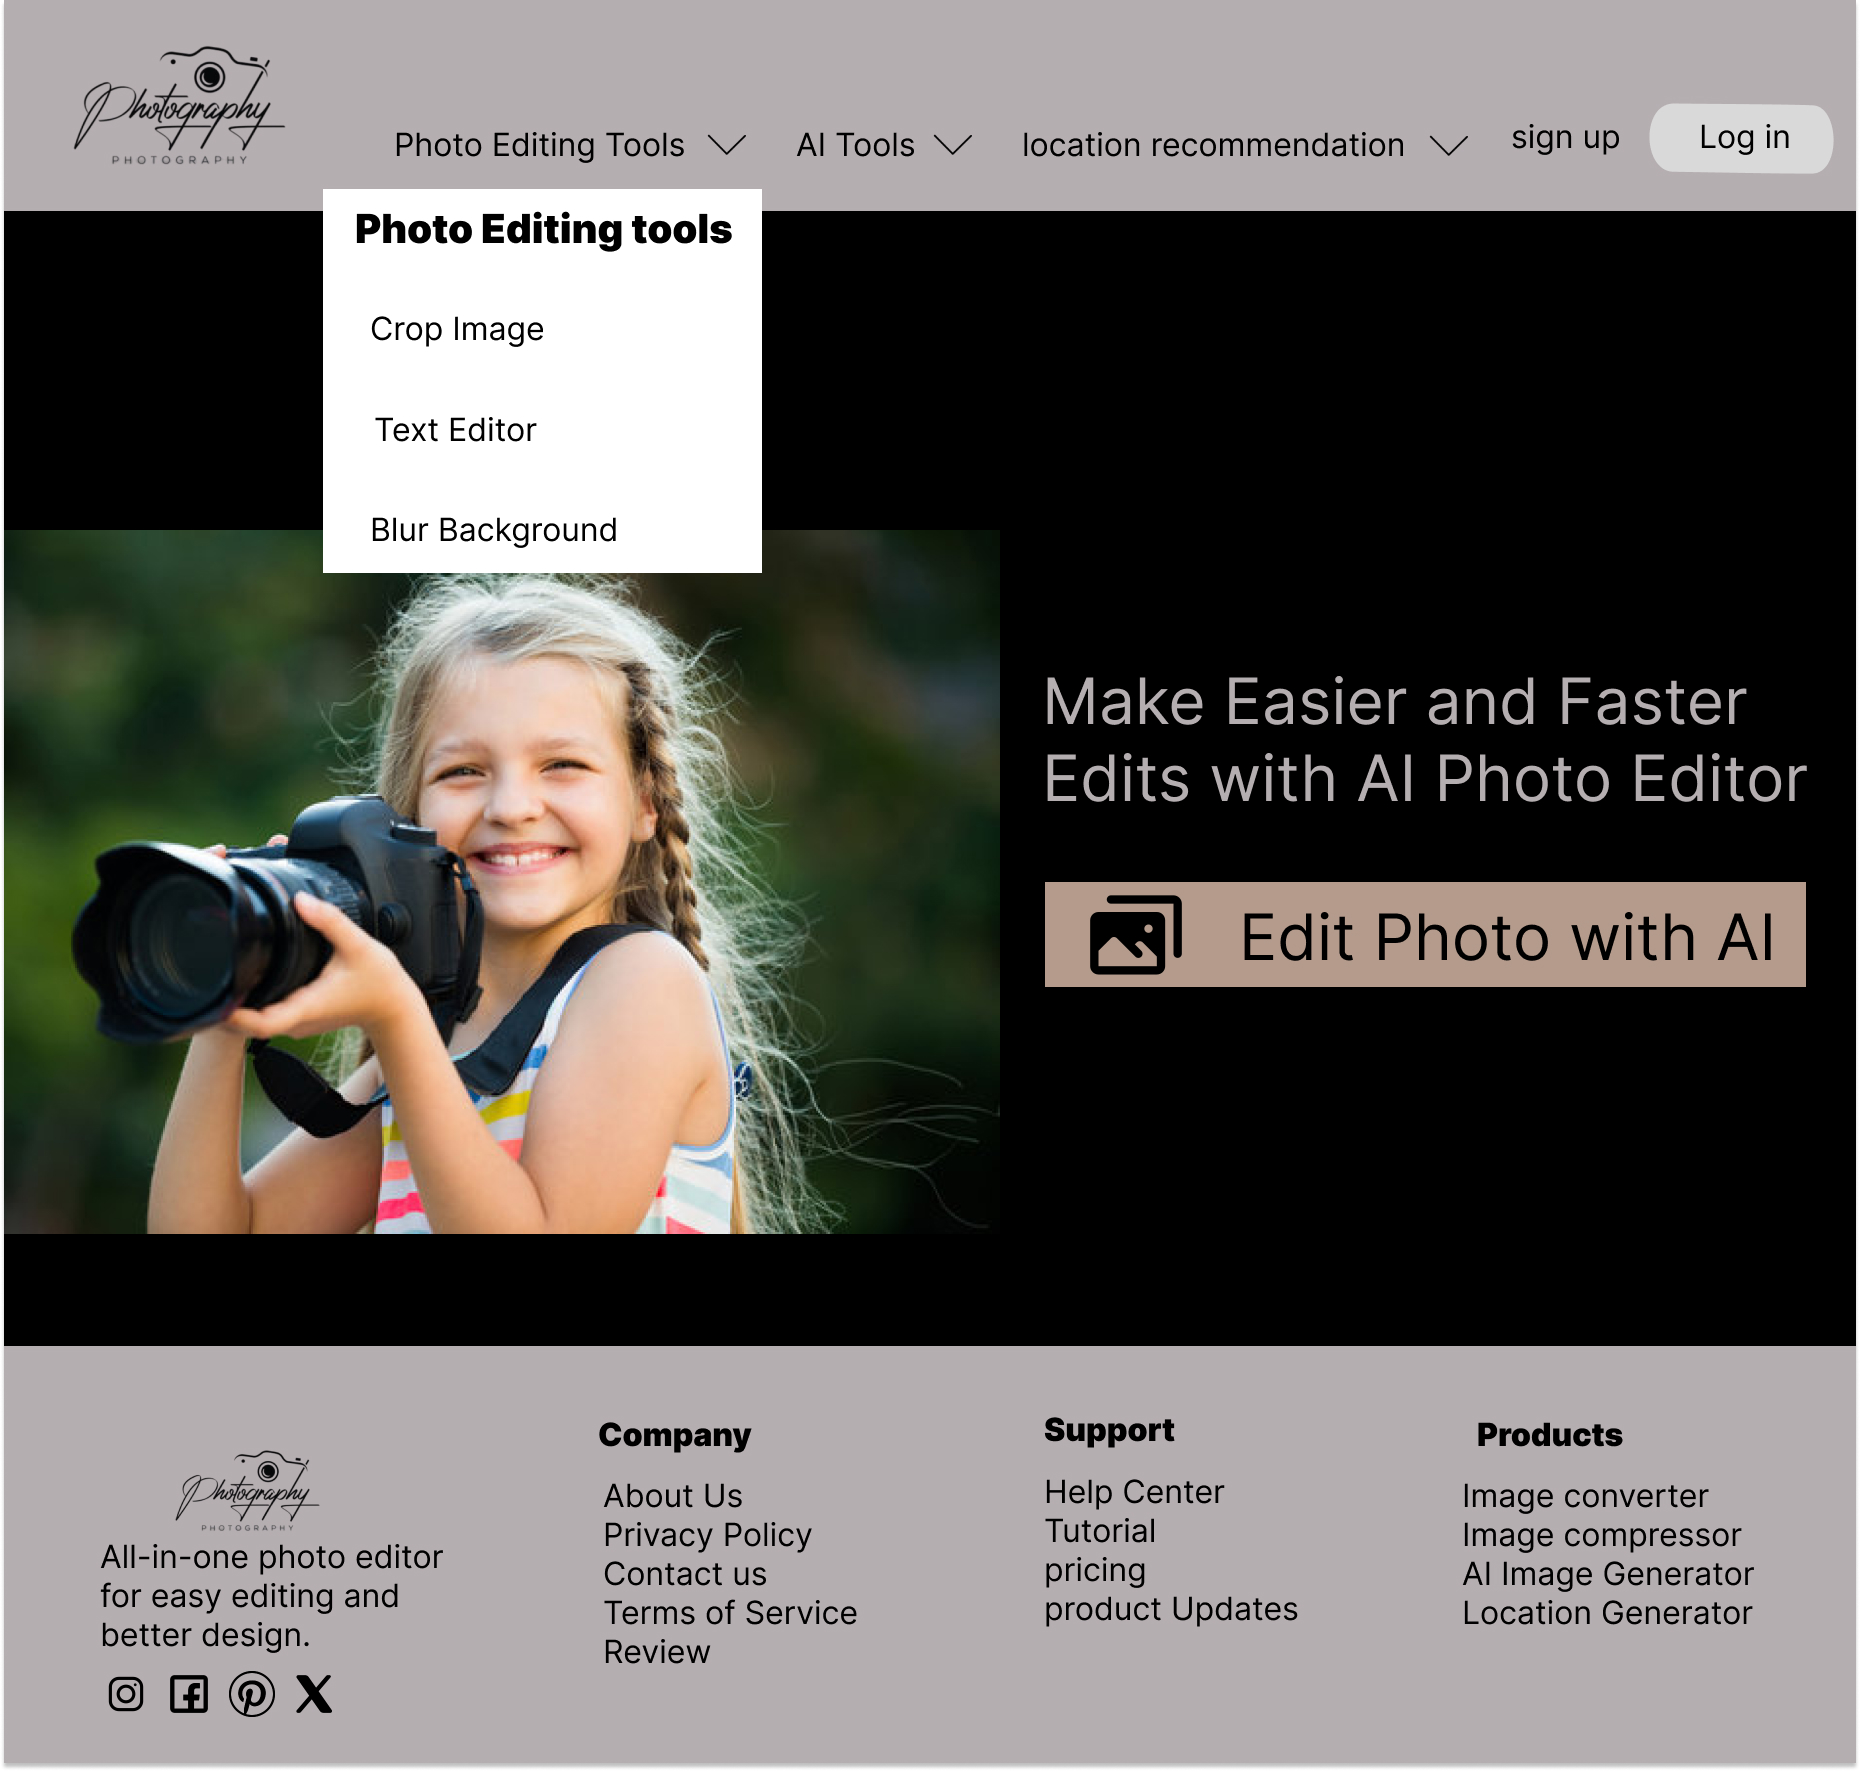 Photography
PHOTOGRAPHY
Photo Editing Tools
AI Tools
location recommendation
sign up
Log in
Photo Editing tools
Crop Image
Text Editor
Blur Background
Make Easier and Faster
Edits with AI Photo Editor
Edit Photo with AI
Photography
PHOTOGRAPHY
All-in-one photo editor
for easy editing and
better design.
Company
About Us
Privacy Policy
Contact us
Terms of Service
Review
Support
Help Center
Tutorial
pricing
product Updates
Products
Image converter
Image compressor
AI Image Generator
Location Generator